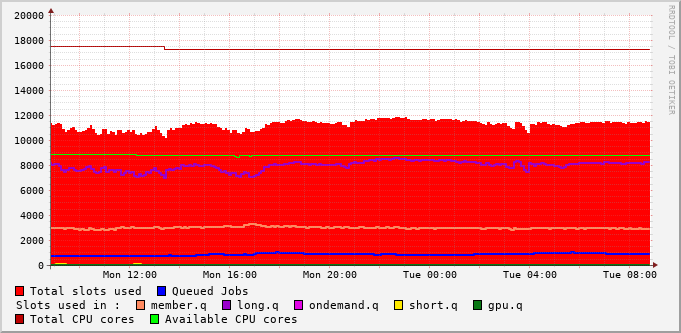 20000
18000
16000
14000
12000
10000
8000
6000
4000
2000
0
Mon 12:00 Mon 16:00 Mon 20:00 Tue 00:00 Tue 04:00 Tue 08:00
RRDTOOL / TOBI OETIKER
Total slots used Queued Jobs
Slots used in : member.q long.q ondemand.q short.q gpu.q
Total CPU cores Available CPU cores